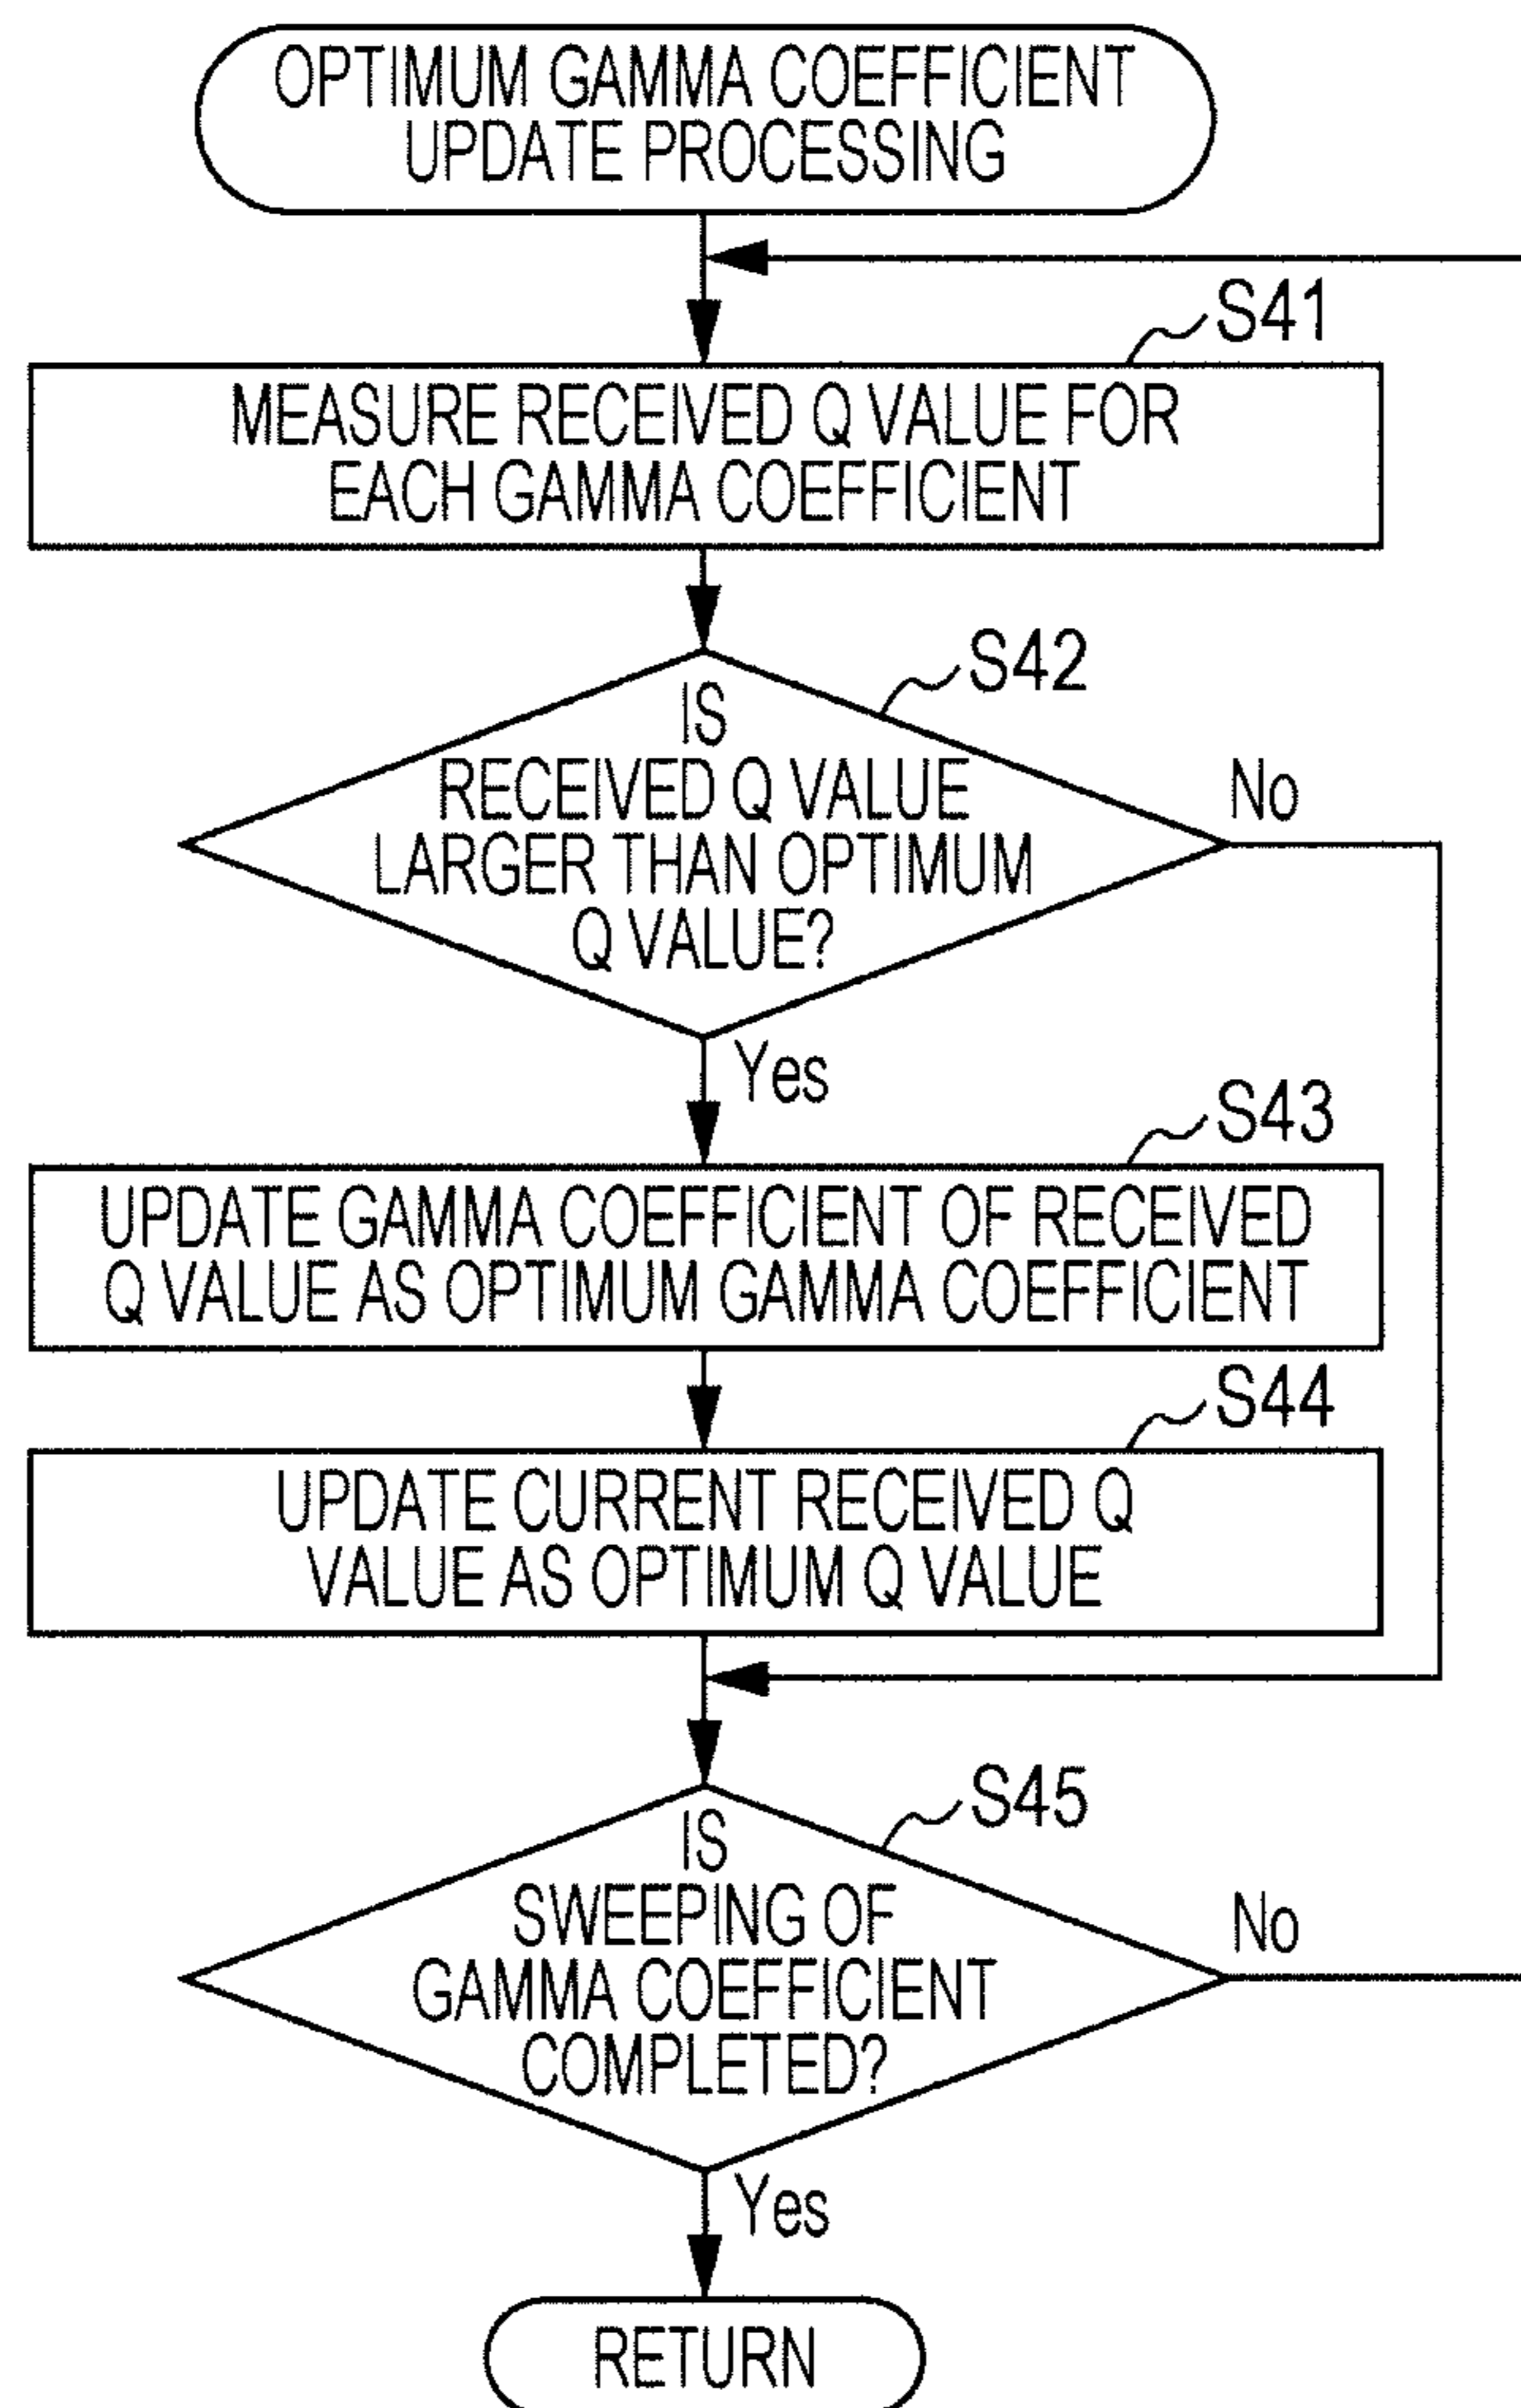 OPTIMUM GAMMA COEFFICIENT
UPDATE PROCESSING
S41
MEASURE RECEIVED Q VALUE FOR
EACH GAMMA COEFFICIENT
S42
IS
RECEIVED Q VALUE
LARGER THAN OPTIMUM
Q VALUE?
No
Yes
S43
UPDATE GAMMA COEFFICIENT OF RECEIVED
Q VALUE AS OPTIMUM GAMMA COEFFICIENT
S44
UPDATE CURRENT RECEIVED Q
VALUE AS OPTIMUM Q VALUE
S45
IS
SWEEPING OF
GAMMA COEFFICIENT
COMPLETED?
No
Yes
RETURN